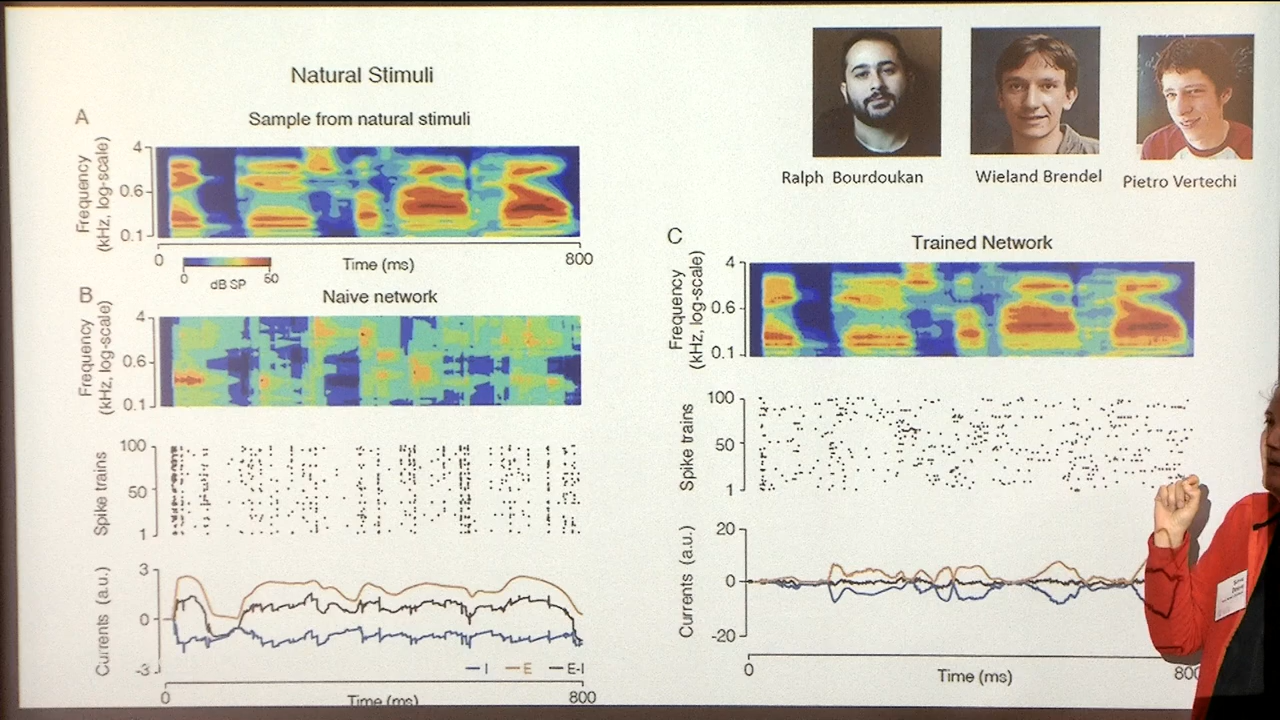 Natural Stimuli
A
Sample from natural stimuli
Frequency
(kHz, log-scale)
4
0.6
0.1
0
Time (ms)
800
0
50
dB SP
B
Naive network
Frequency
(kHz, log-scale)
4
0.6
0.1
Spike trains
100
50
1
Currents (a.u.)
3
0
-3
I E E-I
0
Time (ms)
800
Ralph Bourdoukan
Wieland Brendel
Pietro Vertechi
C
Trained Network
Frequency
(kHz, log-scale)
4
0.6
0.1
Spike trains
100
50
1
Currents (a.u.)
20
0
-20
0
Time (ms)
800